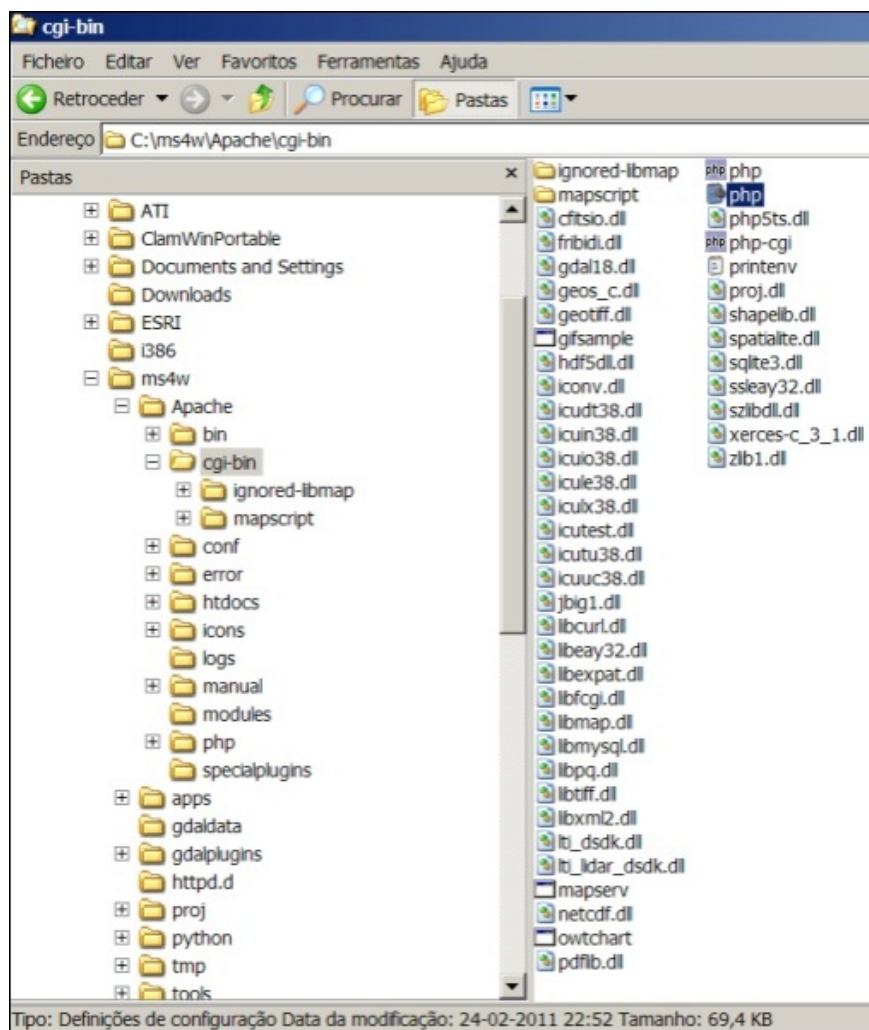 cgi-bin
Ficheiro Editar Ver Favoritos Ferramentas Ajuda
Retroceder Procurar Pastas
Endereço C:\ms4w\Apache\cgi-bin
Pastas
ATI
ClamWinPortable
Documents and Settings
Downloads
ESRI
i386
ms4w
Apache
bin
cgi-bin
ignored-libmap
mapscript
conf
error
htdocs
icons
logs
manual
modules
php
specialplugins
apps
gdaldata
gdalplugins
httpd.d
proj
python
tmp
tools
ignored-libmap
mapscript
cfitsio.dll
fribidi.dll
gdal18.dll
geos_c.dll
geotiff.dll
gifsample
hdf5dll.dll
iconv.dll
icudt38.dll
icuin38.dll
icuio38.dll
icule38.dll
iculx38.dll
icutest.dll
icutu38.dll
icuuc38.dll
jbig1.dll
libcurl.dll
libeay32.dll
libexpat.dll
libfcgi.dll
libmap.dll
libmysql.dll
libpq.dll
libtiff.dll
libxml2.dll
lti_dsdk.dll
lti_lidar_dsdk.dll
mapserv
netcdf.dll
owtchart
pdflib.dll
php php
php
php5ts.dll
php php-cgi
printenv
proj.dll
shapelib.dll
spatialite.dll
sqlite3.dll
ssleay32.dll
szlibdll.dll
xerces-c_3_1.dll
zlib1.dll
Tipo: Definições de configuração Data da modificação: 24-02-2011 22:52 Tamanho: 69,4 KB